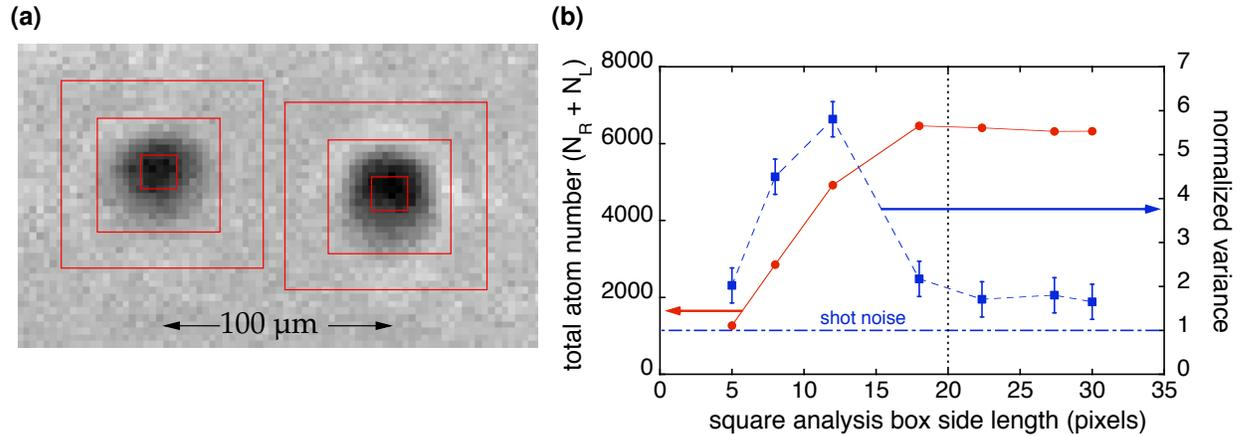 (a)
100 µm
(b)
total atom number (N_R + N_L)
8000
6000
4000
2000
0
shot noise
7
6
5
4
3
2
1
0
normalized variance
0 5 10 15 20 25 30 35
square analysis box side length (pixels)